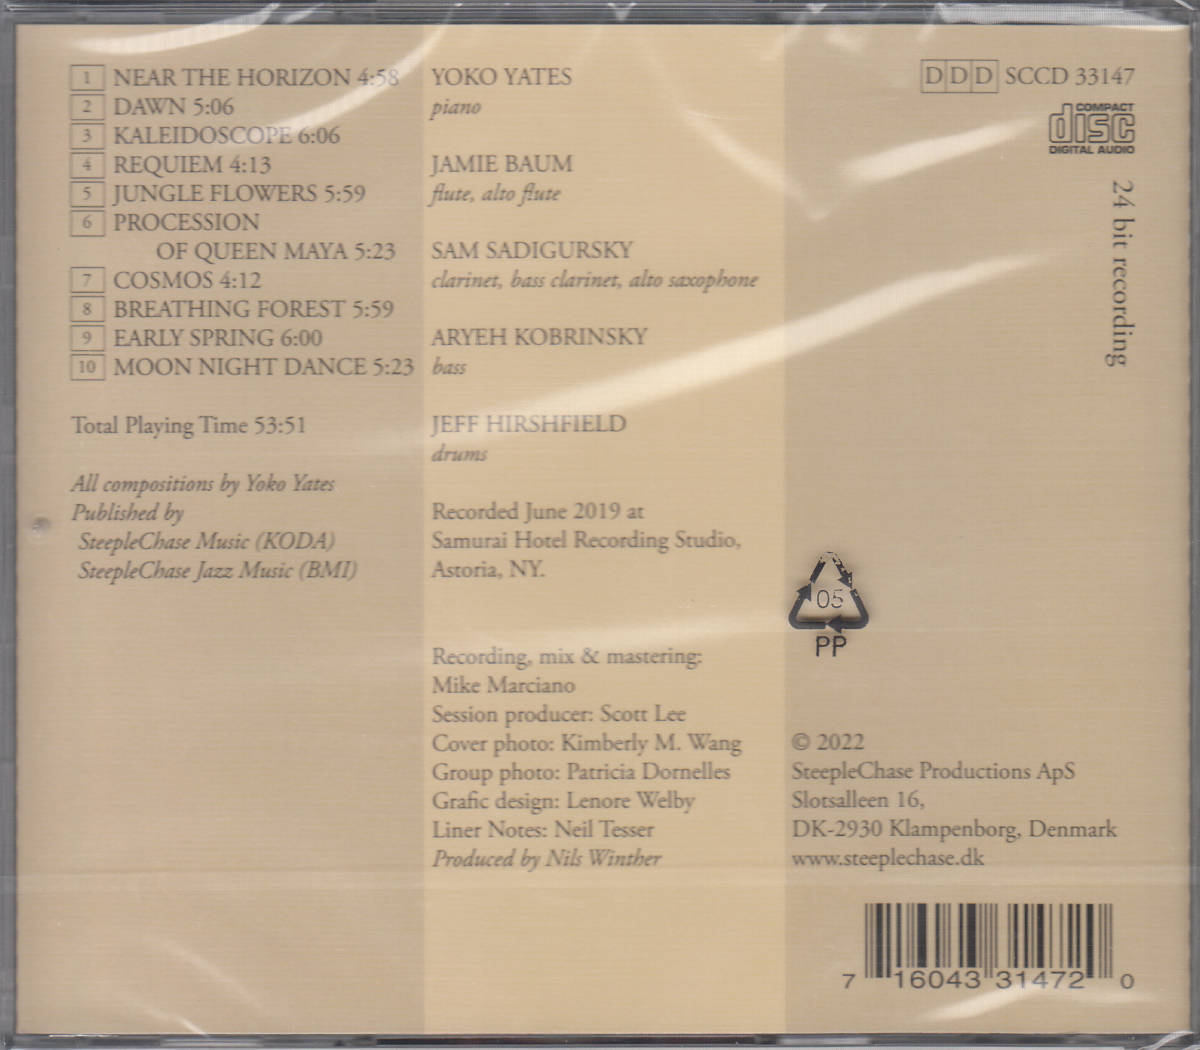 1 NEAR THE HORIZON 4:58
2 DAWN 5:06
3 KALEIDOSCOPE 6:06
4 REQUIEM 4:13
5 JUNGLE FLOWERS 5:59
6 PROCESSION
OF QUEEN MAYA 5:23
7 COSMOS 4:12
8 BREATHING FOREST 5:59
9 EARLY SPRING 6:00
10 MOON NIGHT DANCE 5:23
Total Playing Time 53:51
All compositions by Yoko Yates
Published by
SteepleChase Music (KODA)
SteepleChase Jazz Music (BMI)
YOKO YATES
piano
JAMIE BAUM
flute, alto flute
SAM SADIGURSKY
clarinet, bass clarinet, alto saxophone
ARYEH KOBRINSKY
bass
JEFF HIRSHFIELD
drums
Recorded June 2019 at
Samurai Hotel Recording Studio,
Astoria, NY.
Recording, mix & mastering:
Mike Marciano
Session producer: Scott Lee
Cover photo: Kimberly M. Wang
Group photo: Patricia Dornelles
Grafic design: Lenore Welby
Liner Notes: Neil Tesser
Produced by Nils Winther
DDD SCCD 33147
COMPACT
disc
DIGITAL AUDIO
24 bit recording
05
PP
© 2022
SteepleChase Productions ApS
Slotsalleen 16,
DK-2930 Klampenborg, Denmark
www.steeplechase.dk
7 16043 31472 0